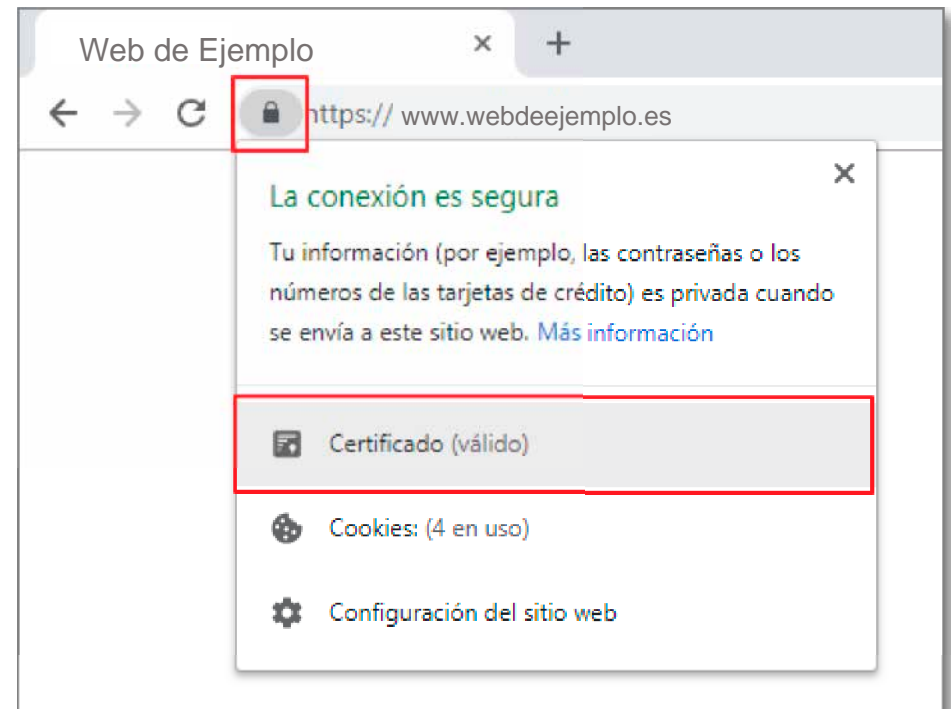 Web de Ejemplo
https:// www.webdeejemplo.es
La conexión es segura
Tu información (por ejemplo, las contraseñas o los
números de las tarjetas de crédito) es privada cuando
se envía a este sitio web. Más información
Certificado (válido)
Cookies: (4 en uso)
Configuración del sitio web